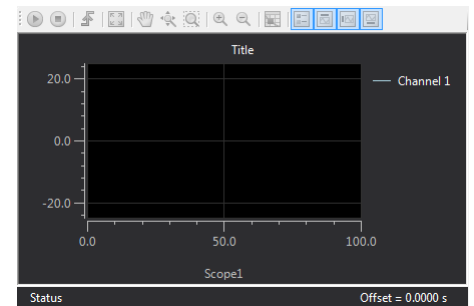 Title
20.0
Channel 1
0.0
-20.0
0.0 50.0 100.0
Scope1
Status Offset = 0.0000 s